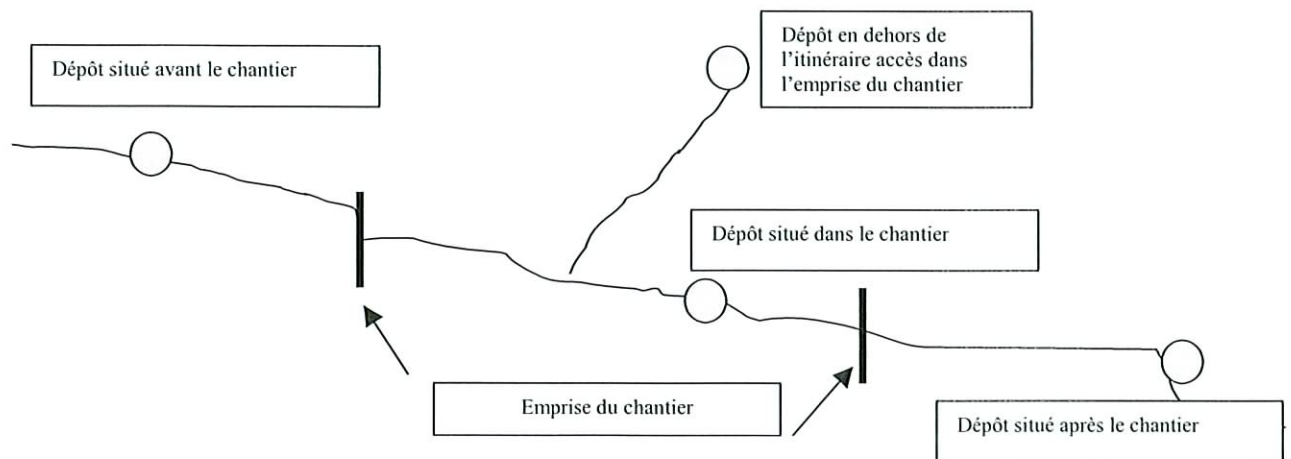 Dépôt situé avant le chantier
Dépôt en dehors de
l'itinéraire accès dans
l'emprise du chantier
Dépôt situé dans le chantier
Emprise du chantier
Dépôt situé après le chantier